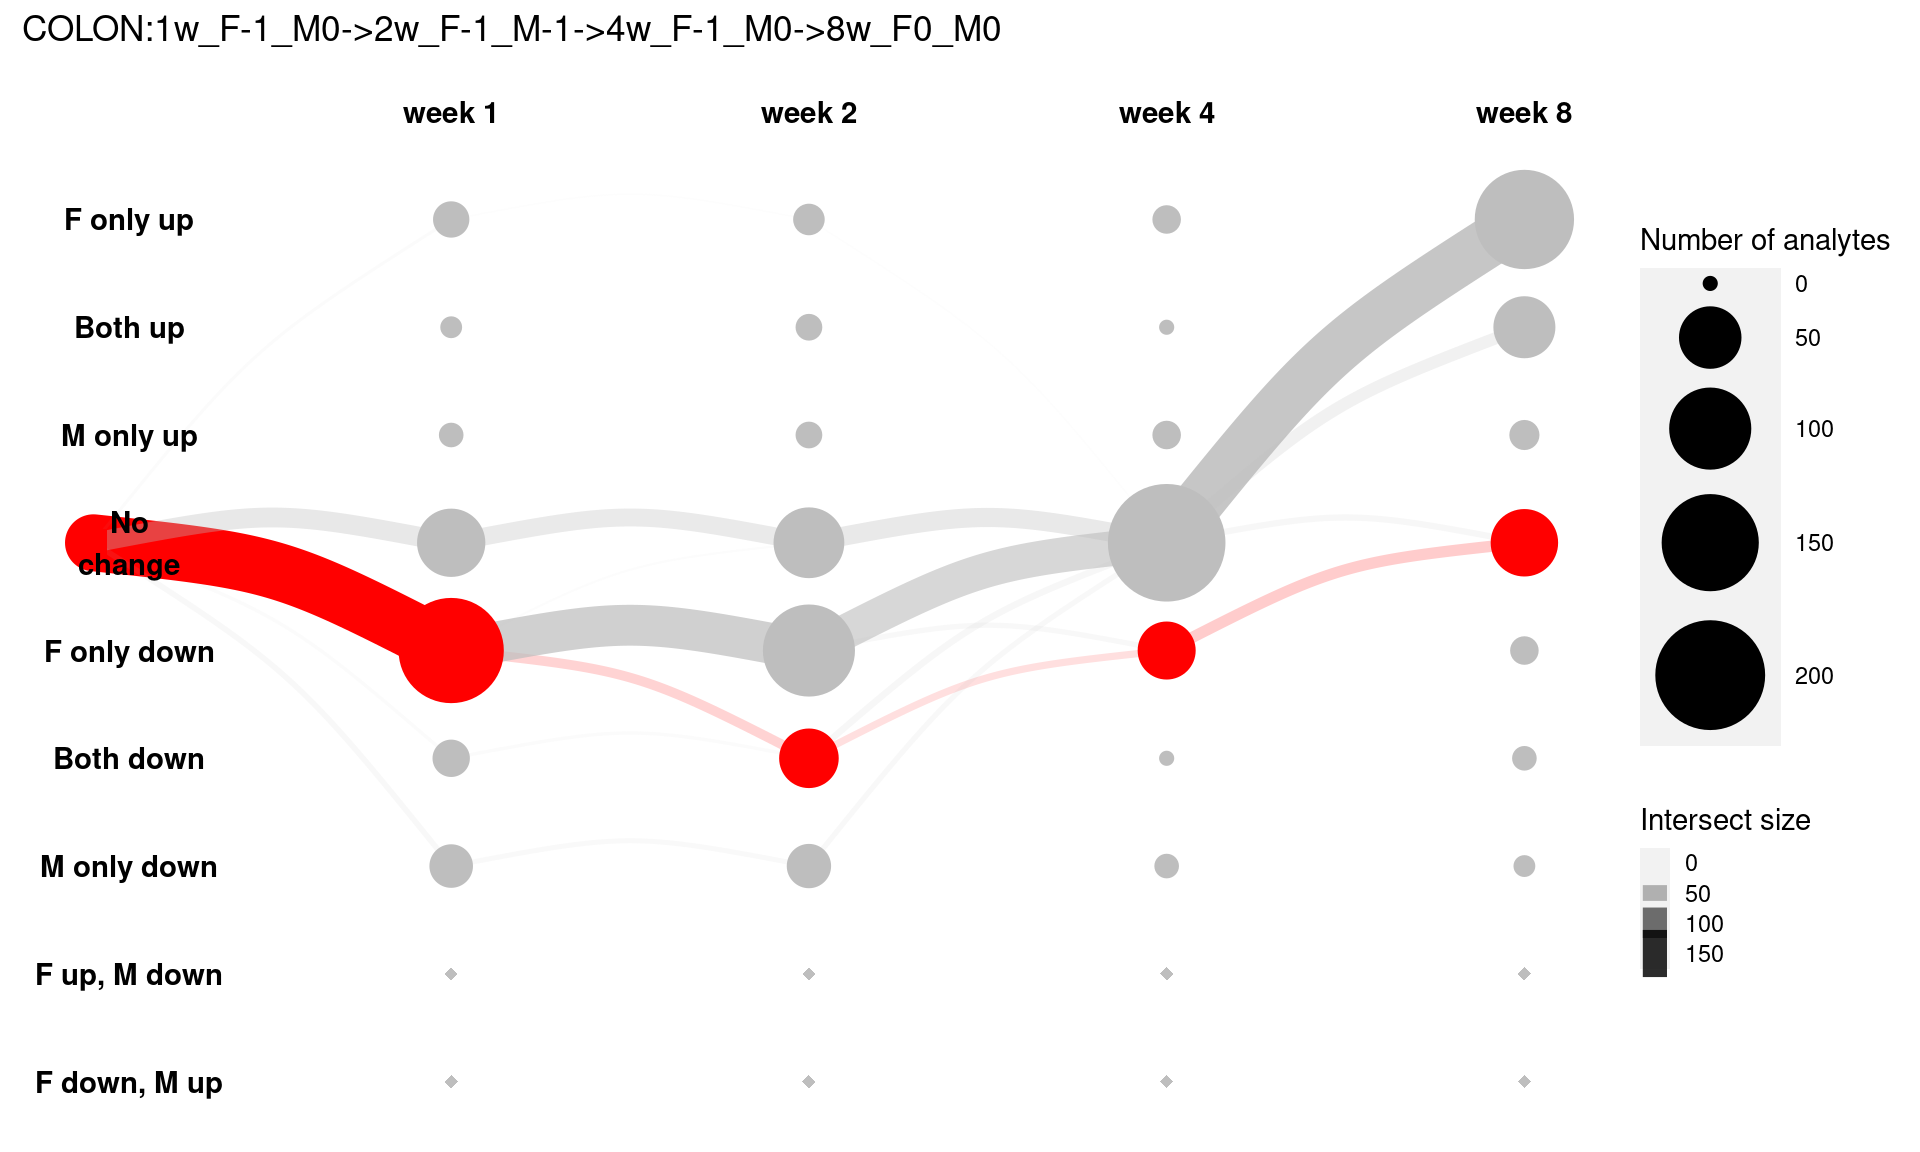 COLON:1w_F-1_M0->2w_F-1_M-1->4w_F-1_M0->8w_F0_M0
week 1
week 2
week 4
week 8
F only up
Both up
M only up
No
change
F only down
Both down
M only down
F up, M down
F down, M up
Number of analytes
0
50
100
150
200
Intersect size
0
50
100
150